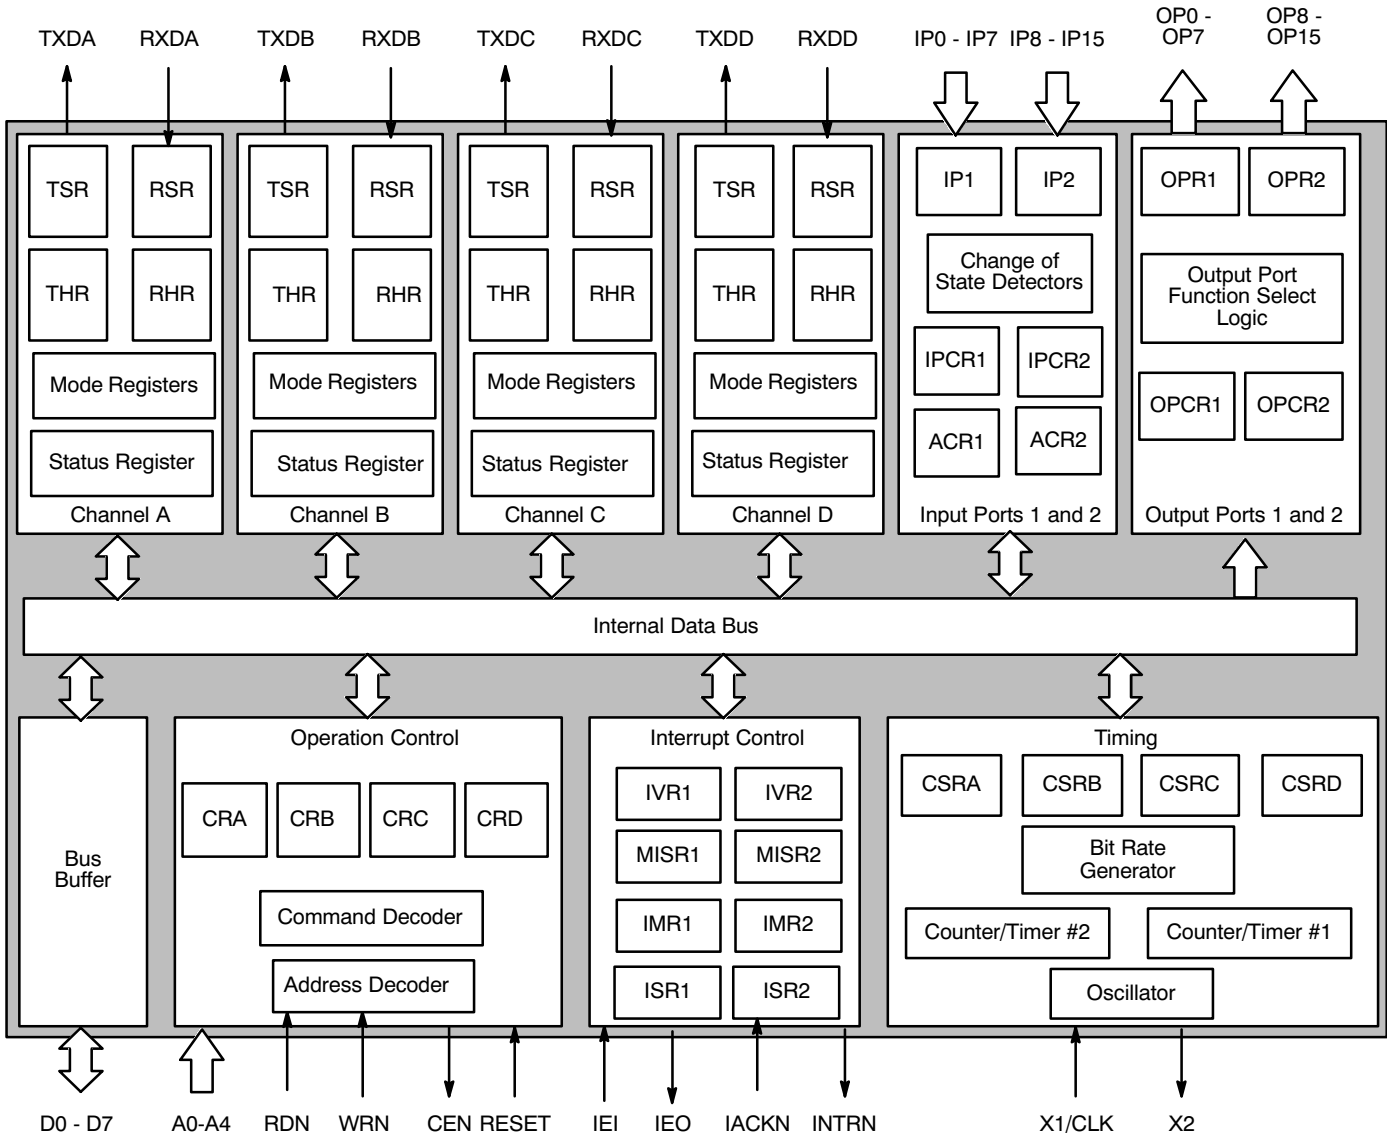 TXDA RXDA TXDB RXDB TXDC RXDC TXDD RXDD IP0 - IP7 IP8 - IP15
OP0 -
OP7
OP8 -
OP15
TSR RSR
THR RHR
Mode Registers
Status Register
Channel A
TSR RSR
THR RHR
Mode Registers
Status Register
Channel B
TSR RSR
THR RHR
Mode Registers
Status Register
Channel C
TSR RSR
THR RHR
Mode Registers
Status Register
Channel D
IP1 IP2
Change of
State Detectors
IPCR1 IPCR2
ACR1 ACR2
Input Ports 1 and 2
OPR1 OPR2
Output Port
Function Select
Logic
OPCR1 OPCR2
Output Ports 1 and 2
Internal Data Bus
Bus
Buffer
Operation Control
CRA CRB CRC CRD
Command Decoder
Address Decoder
Interrupt Control
IVR1 IVR2
MISR1 MISR2
IMR1 IMR2
ISR1 ISR2
Timing
CSRA CSRB CSRC CSRD
Bit Rate
Generator
Counter/Timer #2 Counter/Timer #1
Oscillator
D0 - D7 A0-A4 RDN WRN CEN RESET IEI IEO IACKN INTRN X1/CLK X2